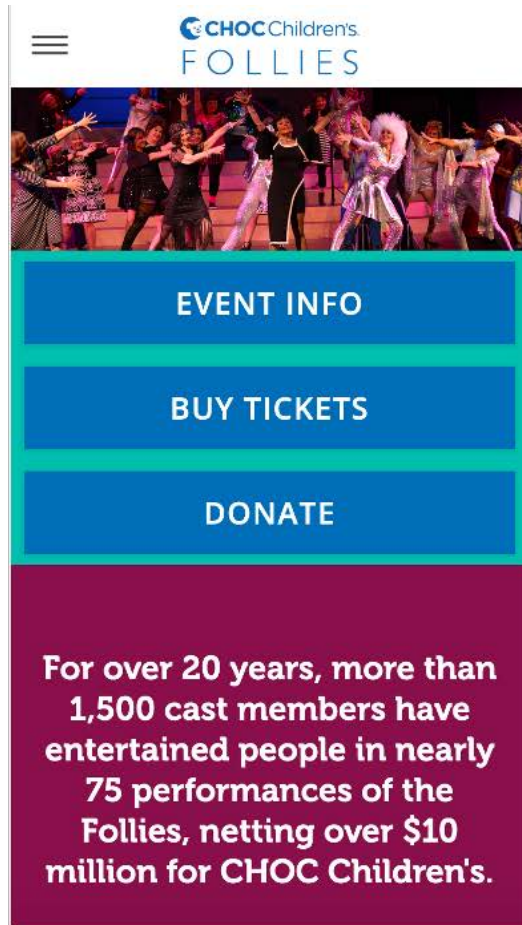 CHOC Children's.
FOLLIES
EVENT INFO
BUY TICKETS
DONATE
For over 20 years, more than
1,500 cast members have
entertained people in nearly
75 performances of the
Follies, netting over $10
million for CHOC Children's.